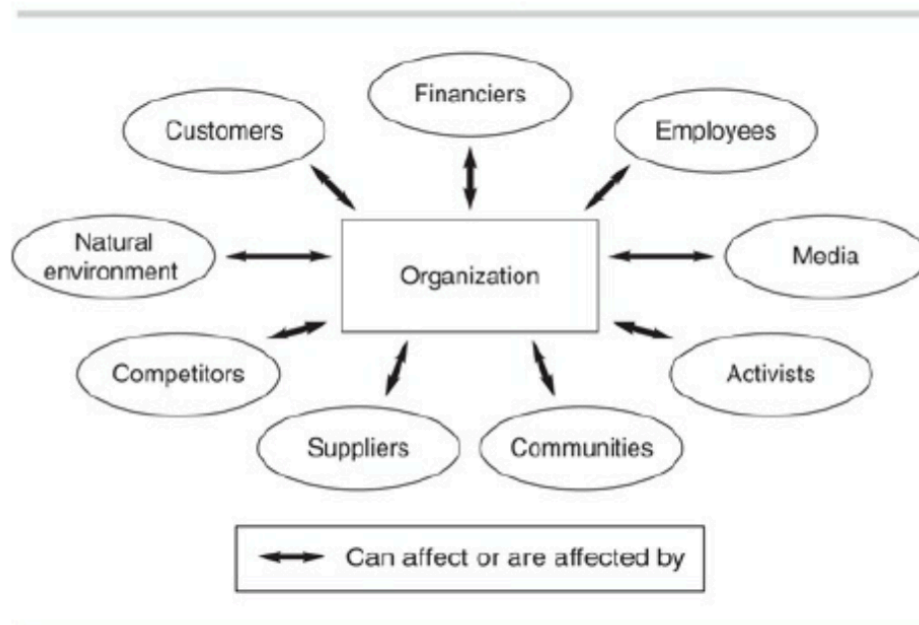 Financiers
Customers
Employees
Natural
environment
Organization
Media
Competitors
Activists
Suppliers
Communities
Can affect or are affected by